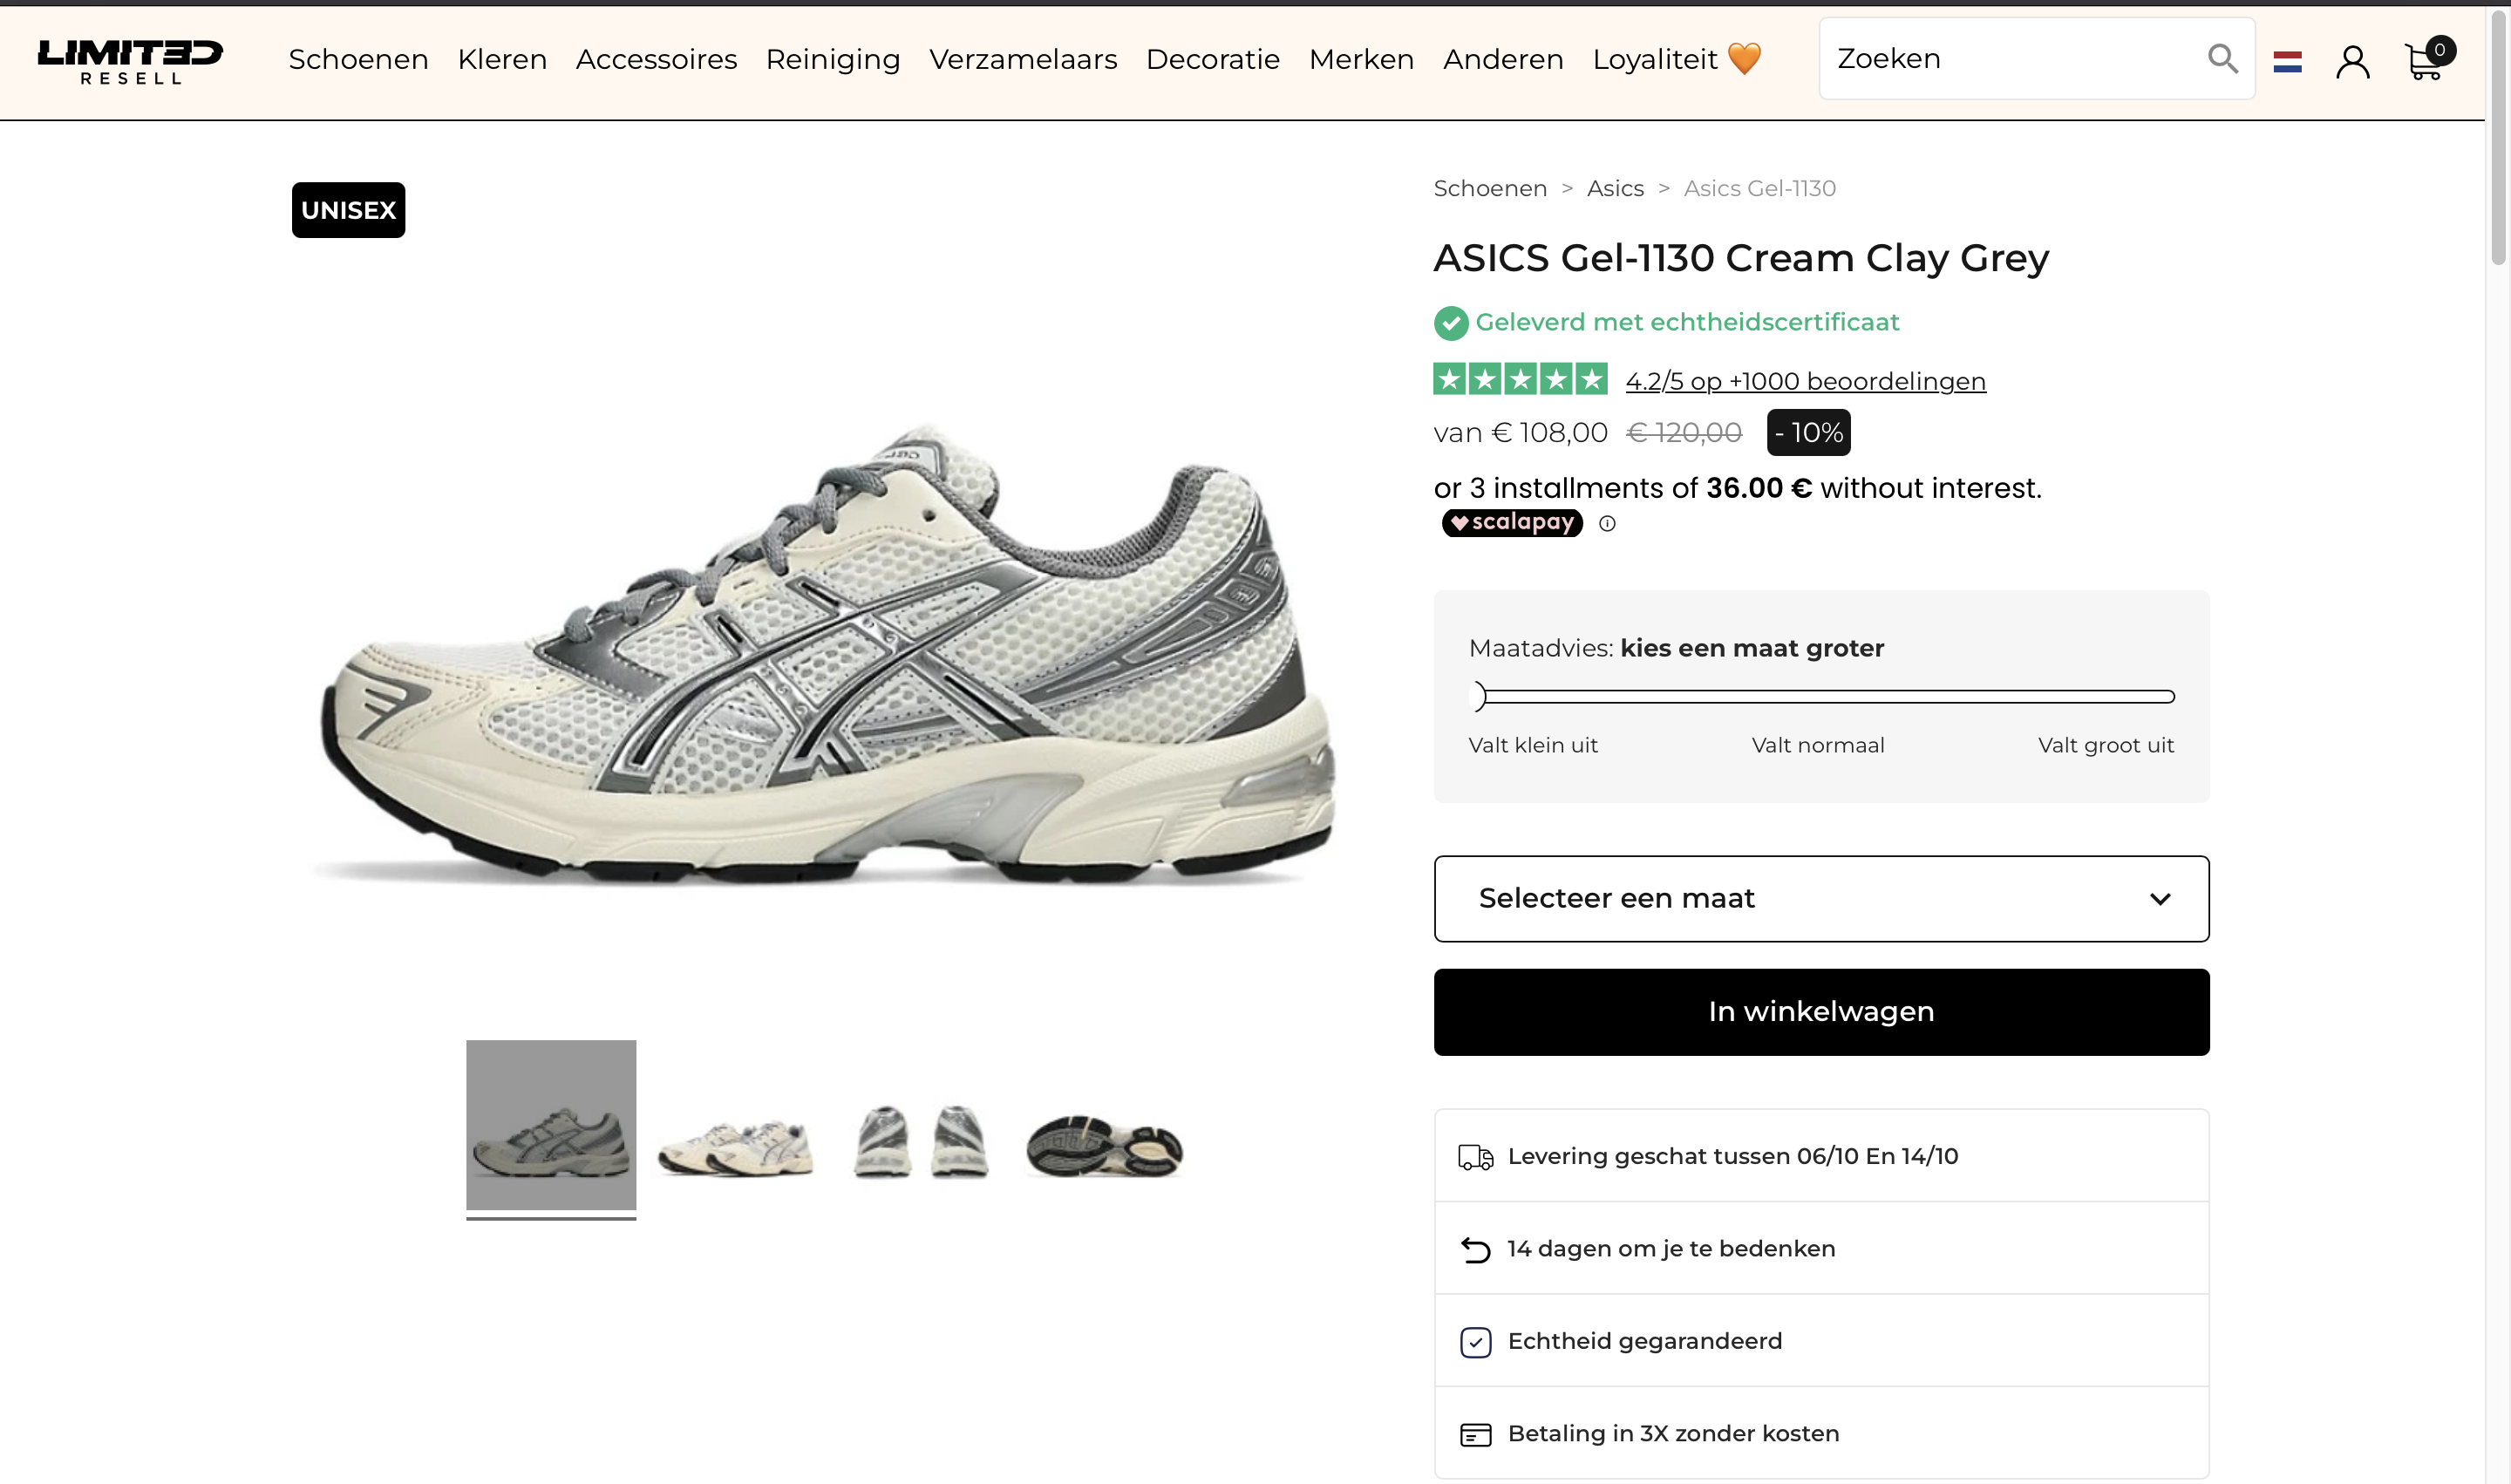 LIMITED
RESELL
Schoenen Kleren Accessoires Reiniging Verzamelaars Decoratie Merken Anderen Loyaliteit 🧡
Zoeken
0
UNISEX
Schoenen > Asics > Asics Gel-1130
ASICS Gel-1130 Cream Clay Grey
Geleverd met echtheidscertificaat
4.2/5 op +1000 beoordelingen
van € 108,00 € 120,00 - 10%
or 3 installments of 36.00 € without interest.
scalapay
Maatadvies: kies een maat groter
Valt klein uit Valt normaal Valt groot uit
Selecteer een maat
In winkelwagen
Levering geschat tussen 06/10 En 14/10
14 dagen om je te bedenken
Echtheid gegarandeerd
Betaling in 3X zonder kosten